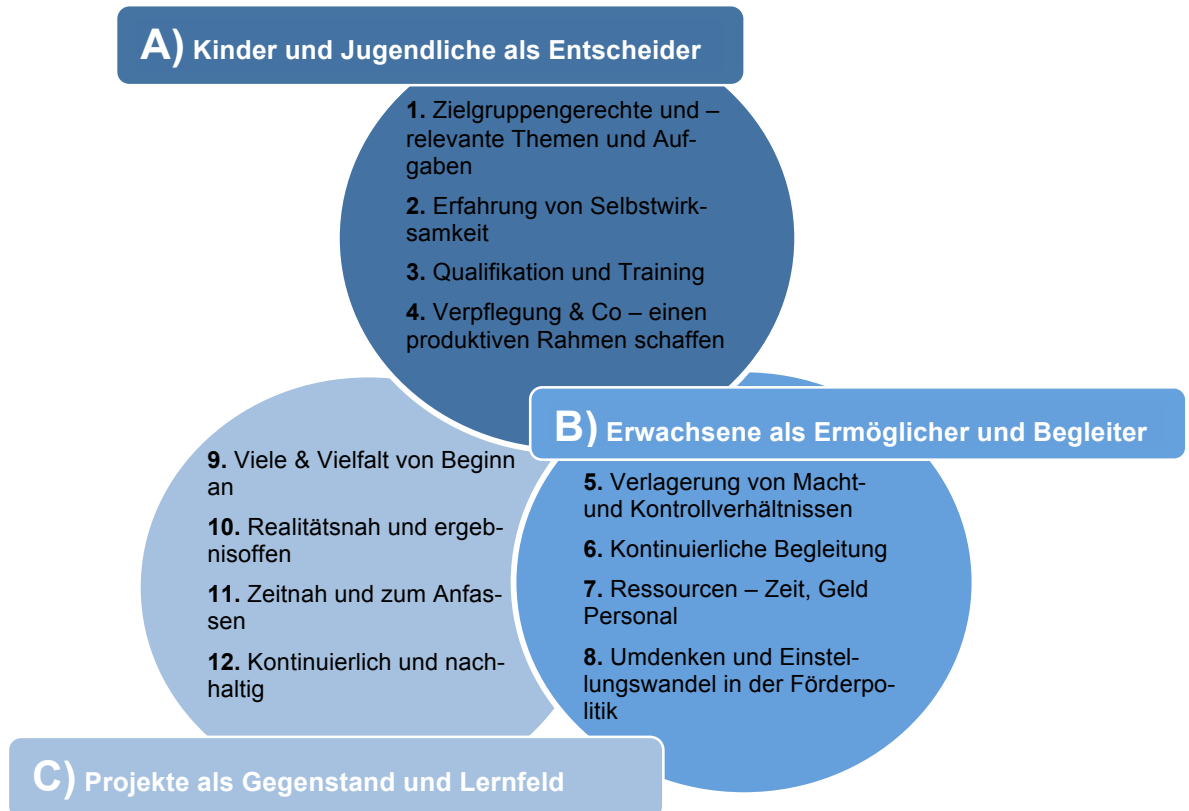 A) Kinder und Jugendliche als Entscheider
1. Zielgruppengerechte und –
relevante Themen und Auf-
gaben
2. Erfahrung von Selbstwirk-
samkeit
3. Qualifikation und Training
4. Verpflegung & Co – einen
produktiven Rahmen schaffen
B) Erwachsene als Ermöglicher und Begleiter
5. Verlagerung von Macht-
und Kontrollverhältnissen
6. Kontinuierliche Begleitung
7. Ressourcen – Zeit, Geld
Personal
8. Umdenken und Einstel-
lungswandel in der Förderpo-
litik
9. Viele & Vielfalt von Beginn
an
10. Realitätsnah und ergeb-
nisoffen
11. Zeitnah und zum Anfas-
sen
12. Kontinuierlich und nach-
haltig
C) Projekte als Gegenstand und Lernfeld